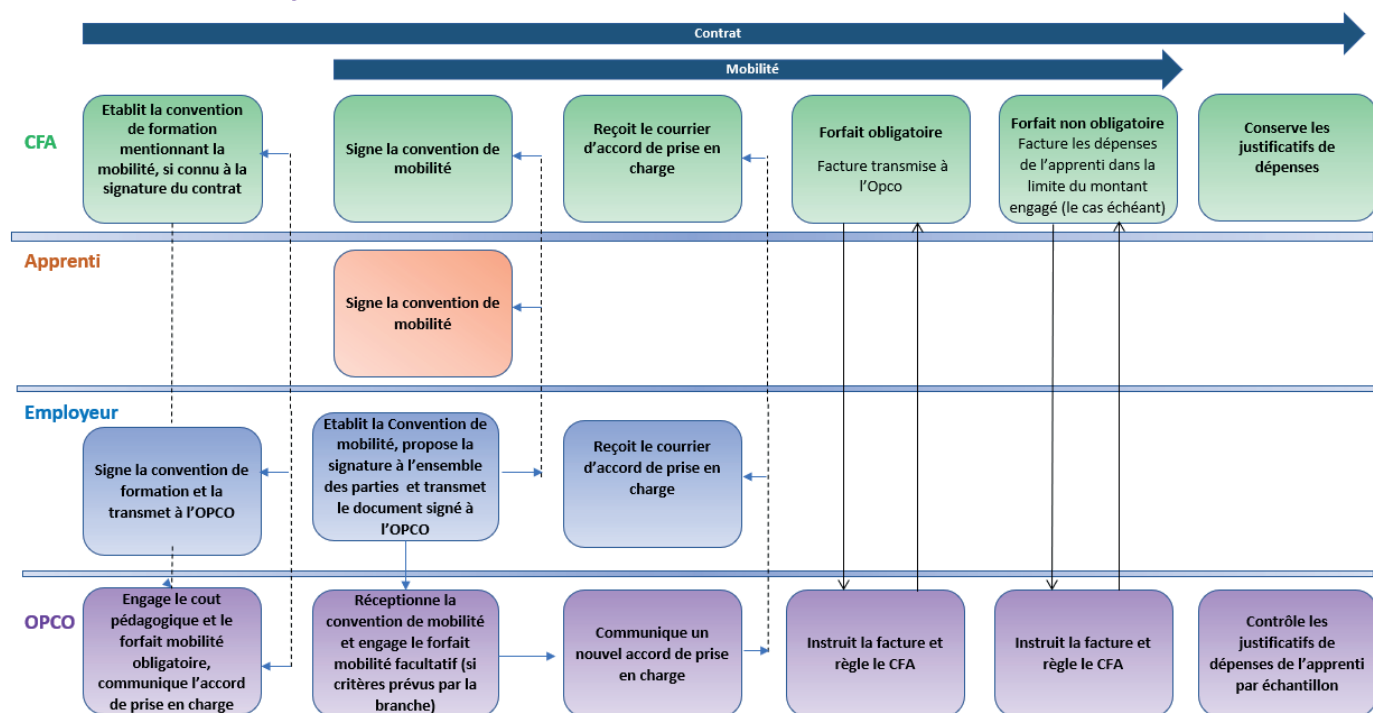 Contrat
Mobilité
CFA
Etablit la convention
de formation
mentionnant la
mobilité, si connu à la
signature du contrat
Signe la convention de
mobilité
Reçoit le courrier
d'accord de prise en
charge
Forfait obligatoire
Facture transmise à
l'Opco
Forfait non obligatoire
Facture les dépenses
de l'apprenti dans la
limite du montant
engagé (le cas échéant)
Conserve les
justificatifs de
dépenses
Apprenti
Signe la convention de
mobilité
Employeur
Signe la convention de
formation et la
transmet à l'OPCO
Etablit la Convention de
mobilité, propose la
signature à l'ensemble
des parties et transmet
le document signé à
l'OPCO
Reçoit le courrier
d'accord de prise en
charge
OPCO
Engage le cout
pédagogique et le
forfait mobilité
obligatoire,
communique l'accord
de prise en charge
Réceptionne la
convention de mobilité
et engage le forfait
mobilité facultatif (si
critères prévus par la
branche)
Communique un
nouvel accord de prise
en charge
Instruit la facture et
règle le CFA
Instruit la facture et
règle le CFA
Contrôle les
justificatifs de
dépenses de l'apprenti
par échantillon